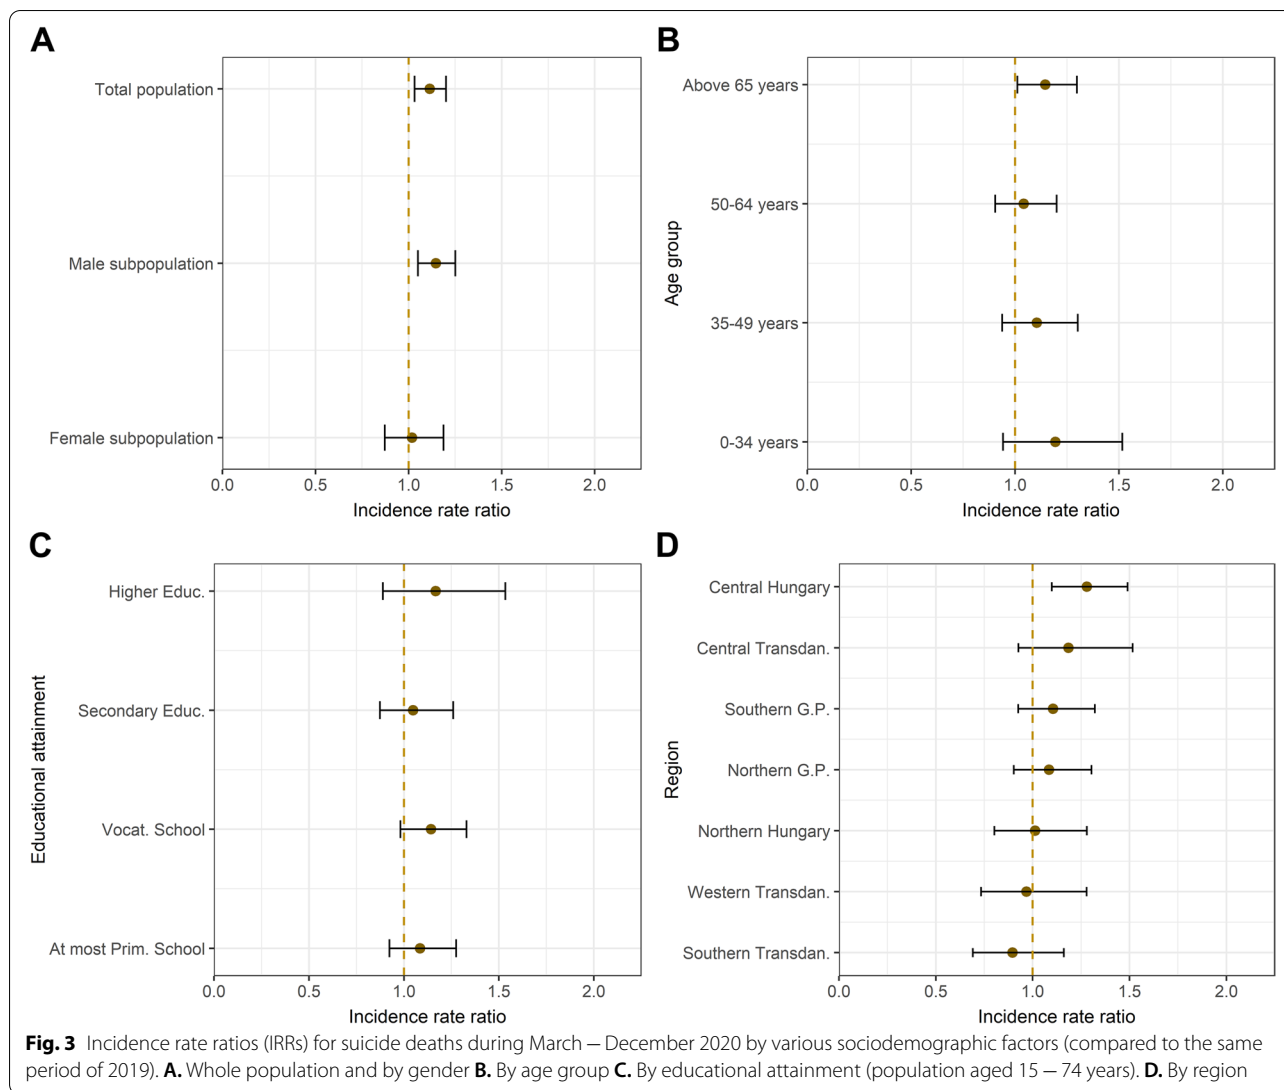 A
Total population
Male subpopulation
Female subpopulation
0.0 0.5 1.0 1.5 2.0
Incidence rate ratio
B
Age group
Above 65 years
50-64 years
35-49 years
0-34 years
0.0 0.5 1.0 1.5 2.0
Incidence rate ratio
C
Educational attainment
Higher Educ.
Secondary Educ.
Vocat. School
At most Prim. School
0.0 0.5 1.0 1.5 2.0
Incidence rate ratio
D
Region
Central Hungary
Central Transdan.
Southern G.P.
Northern G.P.
Northern Hungary
Western Transdan.
Southern Transdan.
0.0 0.5 1.0 1.5 2.0
Incidence rate ratio
Fig. 3 Incidence rate ratios (IRRs) for suicide deaths during March – December 2020 by various sociodemographic factors (compared to the same
period of 2019). A. Whole population and by gender B. By age group C. By educational attainment (population aged 15 – 74 years). D. By region